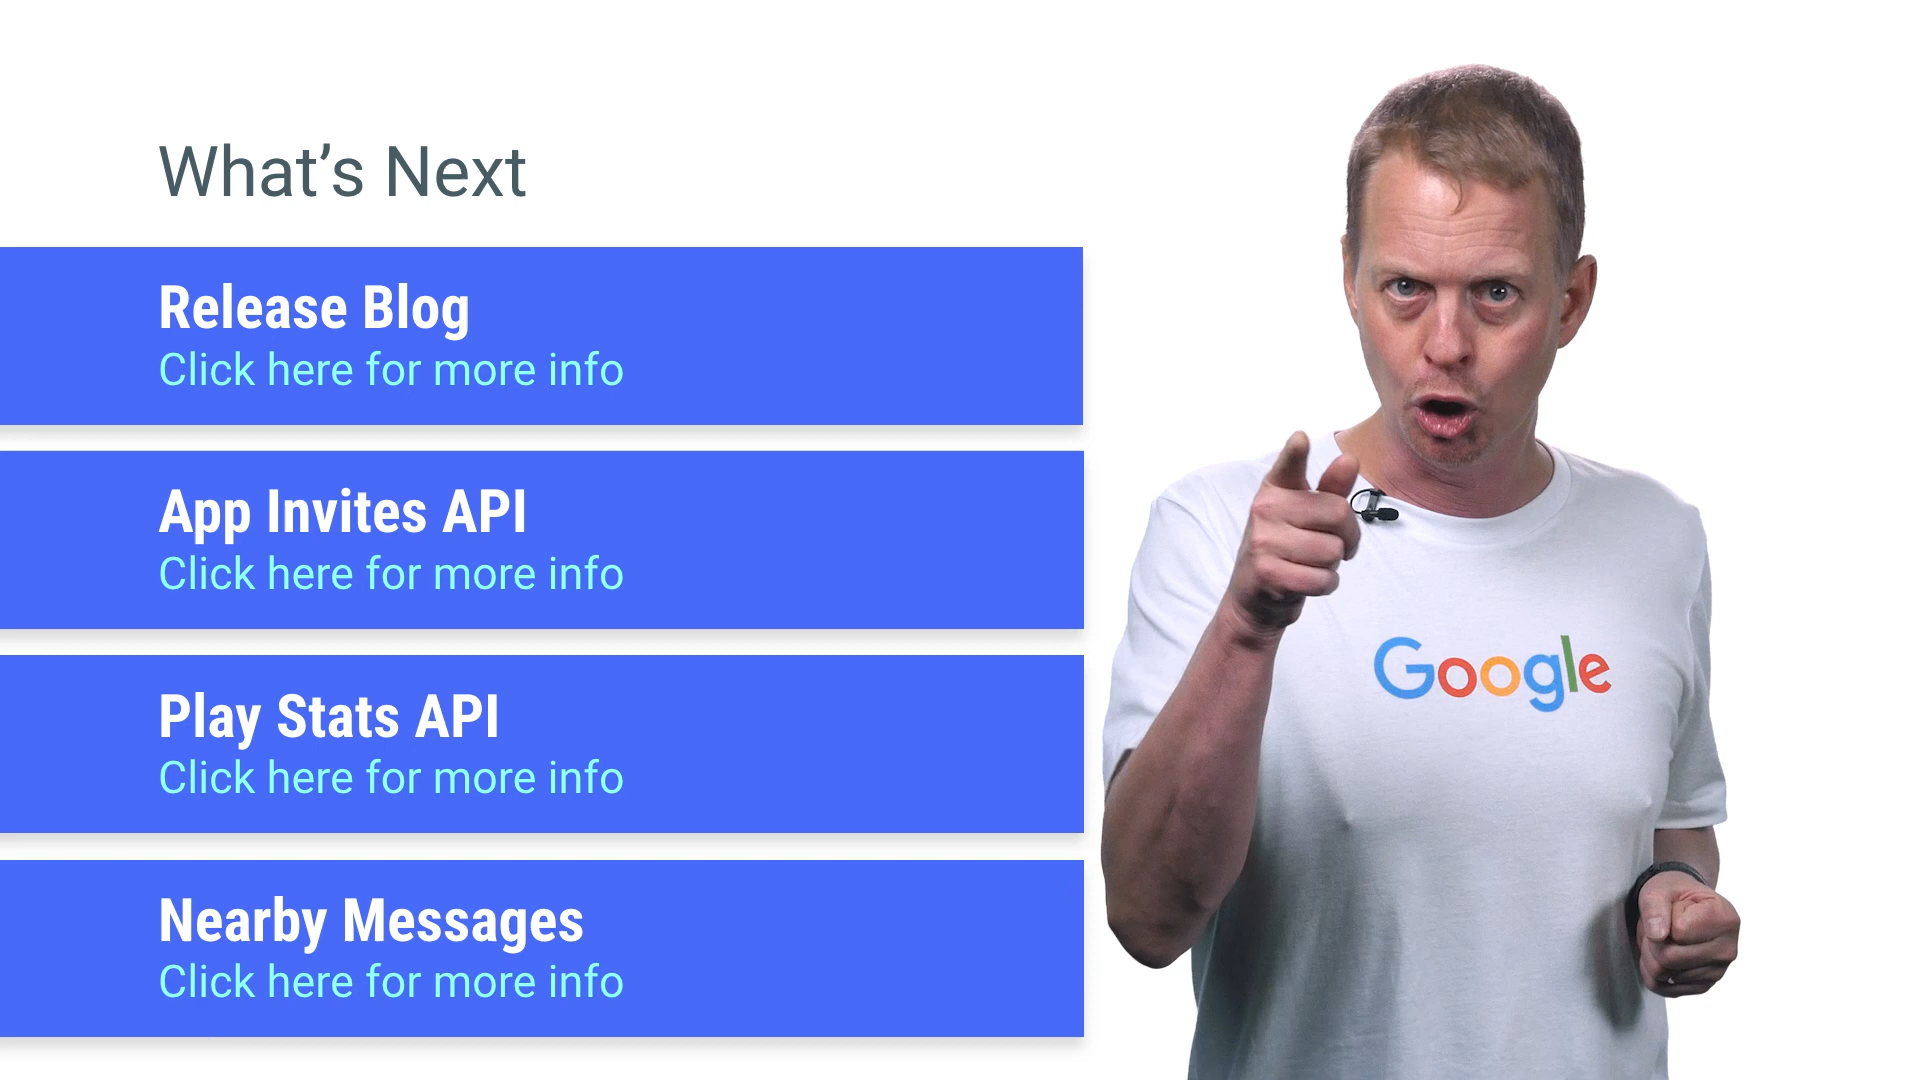 What’s Next
Release Blog
Click here for more info
App Invites API
Click here for more info
Play Stats API
Click here for more info
Nearby Messages
Click here for more info
Google